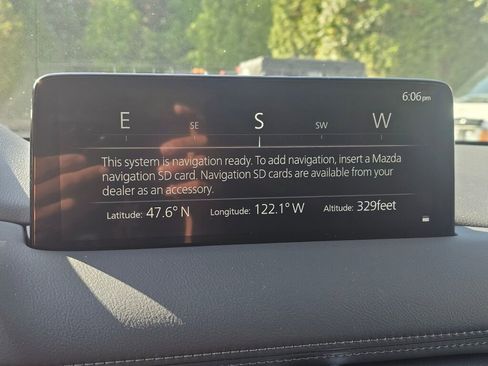 6:06pm
E SE S SW W
This system is navigation ready. To add navigation, insert a Mazda
navigation SD card. Navigation SD cards are available from your
dealer as an accessory.
Latitude: 47.6° N Longitude: 122.1° W Altitude: 329feet